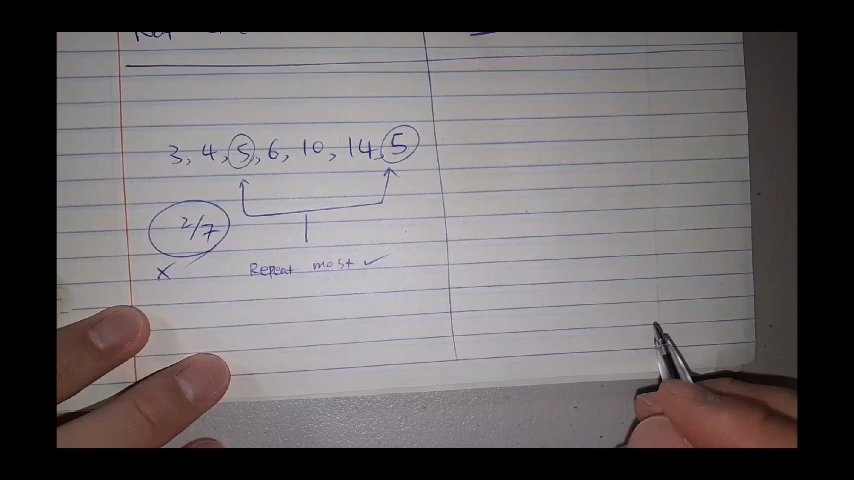 3, 4, 5, 6, 10, 14, 5
2/7
x
Repeat most ✓